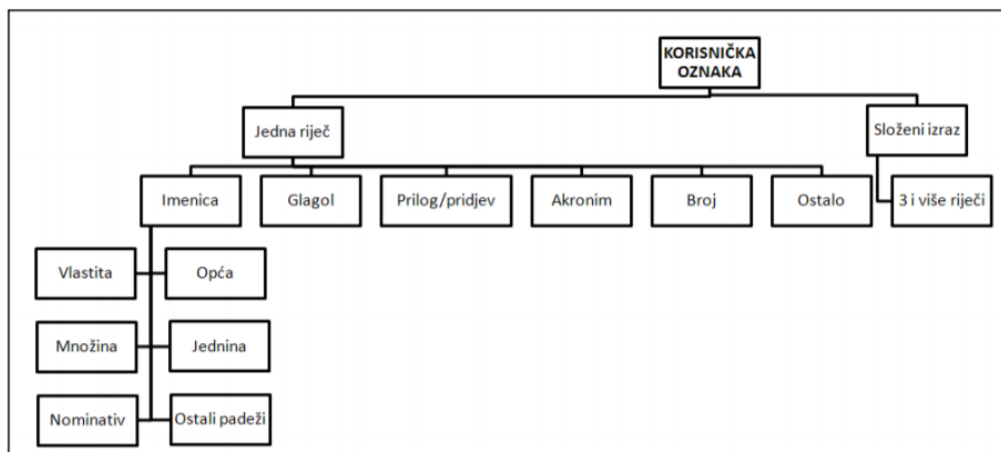 KORISNIČKA
OZNAKA
Jedna riječ
Složeni izraz
Imenica
Glagol
Prilog/pridjev
Akronim
Broj
Ostalo
3 i više riječi
Vlastita
Opća
Množina
Jednina
Nominativ
Ostali padeži